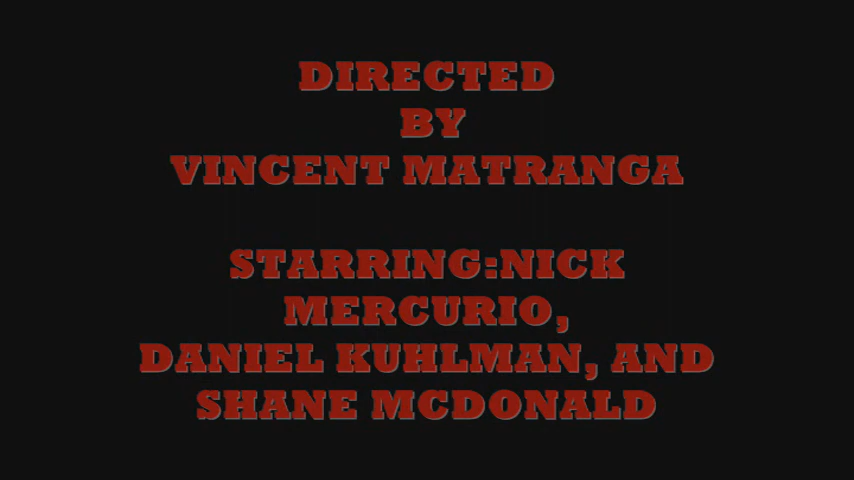 DIRECTED
BY
VINCENT MATRANGA
STARRING:NICK
MERCURIO,
DANIEL KUHLMAN, AND
SHANE MCDONALD